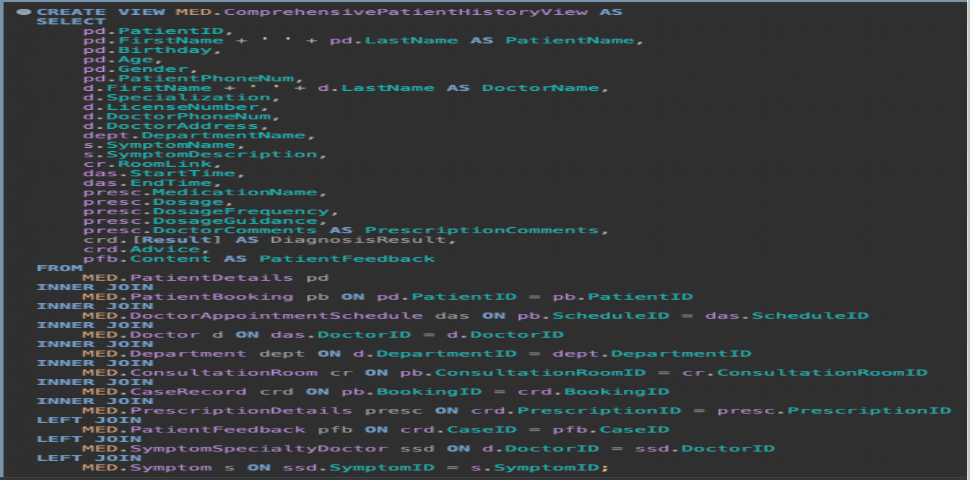 CREATE VIEW MED.ComprehensivePatientHistoryView AS
SELECT
pd.PatientID,
pd.FirstName + ' ' + pd.LastName AS PatientName,
pd.Birthday,
pd.Age,
pd.Gender,
pd.PatientPhoneNum,
d.FirstName + ' ' + d.LastName AS DoctorName,
d.Specialization,
d.LicenseNumber,
d.DoctorPhoneNum,
d.DoctorAddress,
dept.DepartmentName,
s.SymptomName,
s.SymptomDescription,
cr.RoomLink,
das.StartTime,
das.EndTime,
presc.MedicationName,
presc.Dosage,
presc.DosageFrequency,
presc.DosageGuidance,
presc.DoctorComments AS PrescriptionComments,
crd.[Result] AS DiagnosisResult,
crd.Advice,
pfb.Content AS PatientFeedback
FROM
MED.PatientDetails pd
INNER JOIN
MED.PatientBooking pb ON pd.PatientID = pb.PatientID
INNER JOIN
MED.DoctorAppointmentSchedule das ON pb.ScheduleID = das.ScheduleID
INNER JOIN
MED.Doctor d ON das.DoctorID = d.DoctorID
INNER JOIN
MED.Department dept ON d.DepartmentID = dept.DepartmentID
INNER JOIN
MED.ConsultationRoom cr ON pb.ConsultationRoomID = cr.ConsultationRoomID
INNER JOIN
MED.CaseRecord crd ON pb.BookingID = crd.BookingID
INNER JOIN
MED.PrescriptionDetails presc ON crd.PrescriptionID = presc.PrescriptionID
LEFT JOIN
MED.PatientFeedback pfb ON crd.CaseID = pfb.CaseID
LEFT JOIN
MED.SymptomSpecialtyDoctor ssd ON d.DoctorID = ssd.DoctorID
LEFT JOIN
MED.Symptom s ON ssd.SymptomID = s.SymptomID;